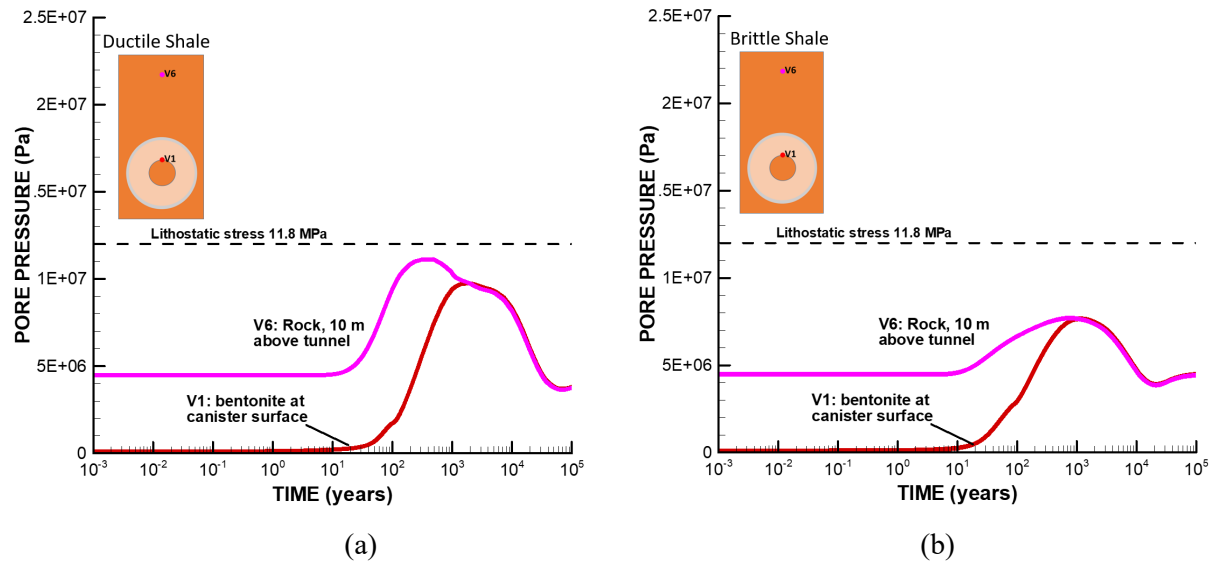 2.5E+07
Ductile Shale
V6
2E+07
V1
1.5E+07
Lithostatic stress 11.8 MPa
1E+07
V6: Rock, 10 m
above tunnel
5E+06
V1: bentonite at
canister surface
0
PORE PRESSURE (Pa)
10-3 10-2 10-1 100 101 102 103 104 105
TIME (years)
(a)
2.5E+07
Brittle Shale
V6
2E+07
V1
1.5E+07
Lithostatic stress 11.8 MPa
1E+07
V6: Rock, 10 m
above tunnel
5E+06
V1: bentonite at
canister surface
0
PORE PRESSURE (Pa)
10-3 10-2 10-1 100 101 102 103 104 105
TIME (years)
(b)